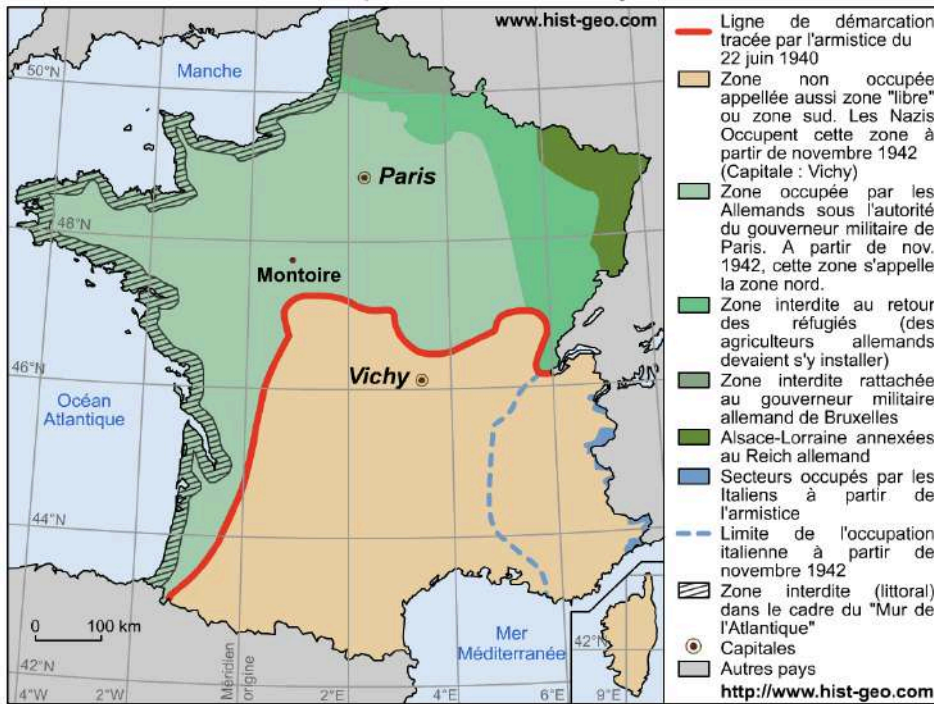 www.hist-geo.com
50°N
Manche
Paris
48°N
Montoire
Vichy
46°N
Océan
Atlantique
44°N
0 100 km
Mer
Méditerranée
42°N
42°N
4°W
2°W
Méridien
origine
2°E
4°E
6°E
9°E
Ligne de démarcation
tracée par l'armistice du
22 juin 1940
Zone non occupée
appellée aussi zone "libre"
ou zone sud. Les Nazis
Occupent cette zone à
partir de novembre 1942
(Capitale : Vichy)
Zone occupée par les
Allemands sous l'autorité
du gouverneur militaire de
Paris. A partir de nov.
1942, cette zone s'appelle
la zone nord.
Zone interdite au retour
des réfugiés (des
agriculteurs allemands
devaient s'y installer)
Zone interdite rattachée
au gouverneur militaire
allemand de Bruxelles
Alsace-Lorraine annexées
au Reich allemand
Secteurs occupés par les
Italiens à partir de
l'armistice
Limite de l'occupation
italienne à partir de
novembre 1942
Zone interdite (littoral)
dans le cadre du "Mur de
l'Atlantique"
Capitales
Autres pays
http://www.hist-geo.com